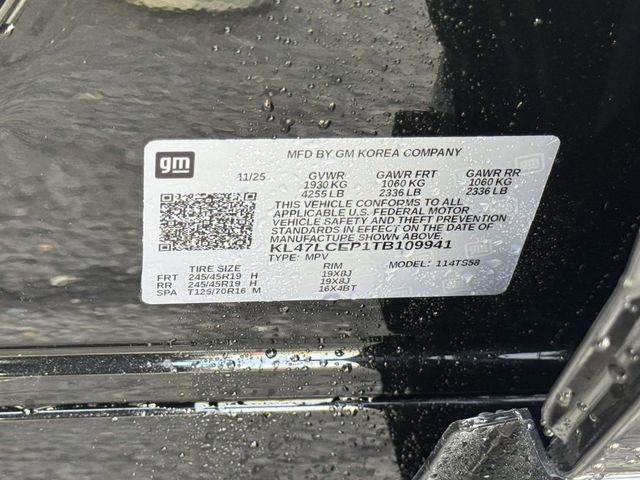 gm
MFD BY GM KOREA COMPANY
11/25 GVWR GAWR FRT GAWR RR
1930 KG 1060 KG 1060 KG
4255 LB 2336 LB 2336 LB
THIS VEHICLE CONFORMS TO ALL
APPLICABLE U.S. FEDERAL MOTOR
VEHICLE SAFETY AND THEFT PREVENTION
STANDARDS IN EFFECT ON THE DATE OF
MANUFACTURE SHOWN ABOVE.
KL47LCEP1TB109941
TYPE: MPV MODEL: 114TS58
TIRE SIZE RIM
FRT 245/45R19 H 19X8J
RR 245/45R19 H 19X8J
SPA T125/70R16 M 16X4BT